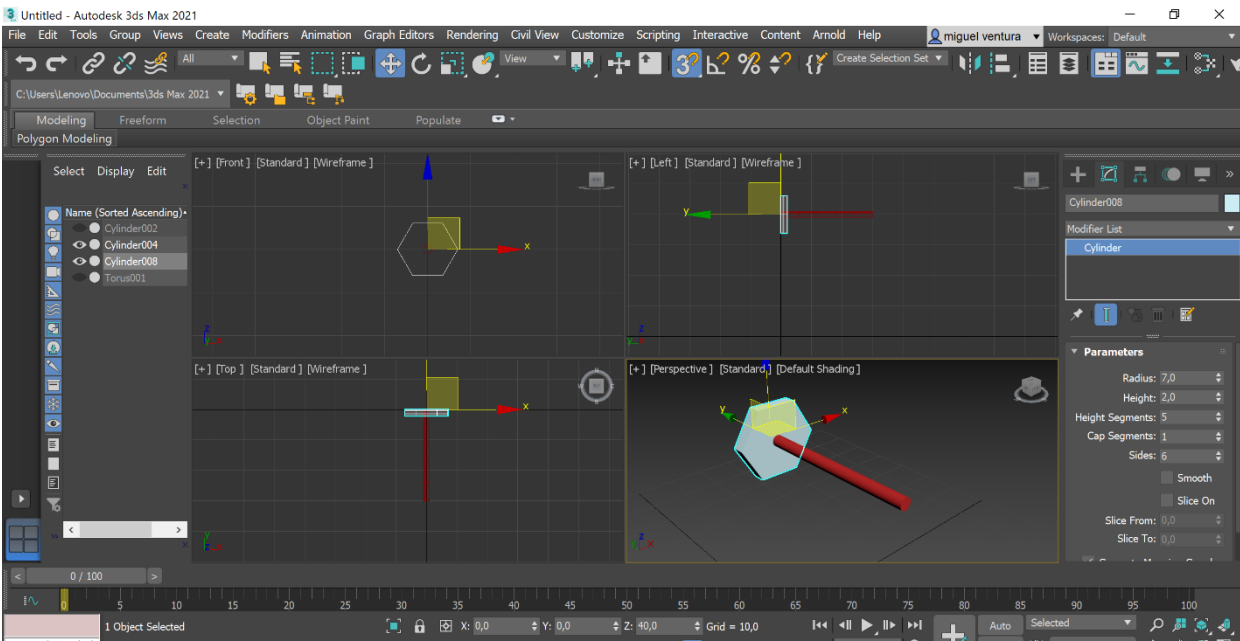 Untitled - Autodesk 3ds Max 2021
File Edit Tools Group Views Create Modifiers Animation Graph Editors Rendering Civil View Customize Scripting Interactive Content Arnold Help miguel ventura Workspaces: Default
All View Create Selection Set
C:\Users\Lenovo\Documents\3ds Max 2021
Modeling Freeform Selection Object Paint Populate
Polygon Modeling
Select Display Edit
Name (Sorted Ascending)
Cylinder002
Cylinder004
Cylinder008
Torus001
[+] [Front] [Standard] [Wireframe]
x
z
[+] [Left] [Standard] [Wireframe]
y
z
y
[+] [Top] [Standard] [Wireframe]
x
y
[+] [Perspective] [Standard] [Default Shading]
y
x
z
x
Cylinder008
Modifier List
Cylinder
Parameters
Radius: 7,0
Height: 2,0
Height Segments: 5
Cap Segments: 1
Sides: 6
Smooth
Slice On
Slice From: 0,0
Slice To: 0,0
< 0 / 100 >
0 5 10 15 20 25 30 35 40 45 50 55 60 65 70 75 80 85 90 95 100
1 Object Selected X: 0,0 Y: 0,0 Z: 40,0 Grid = 10,0 Auto Selected